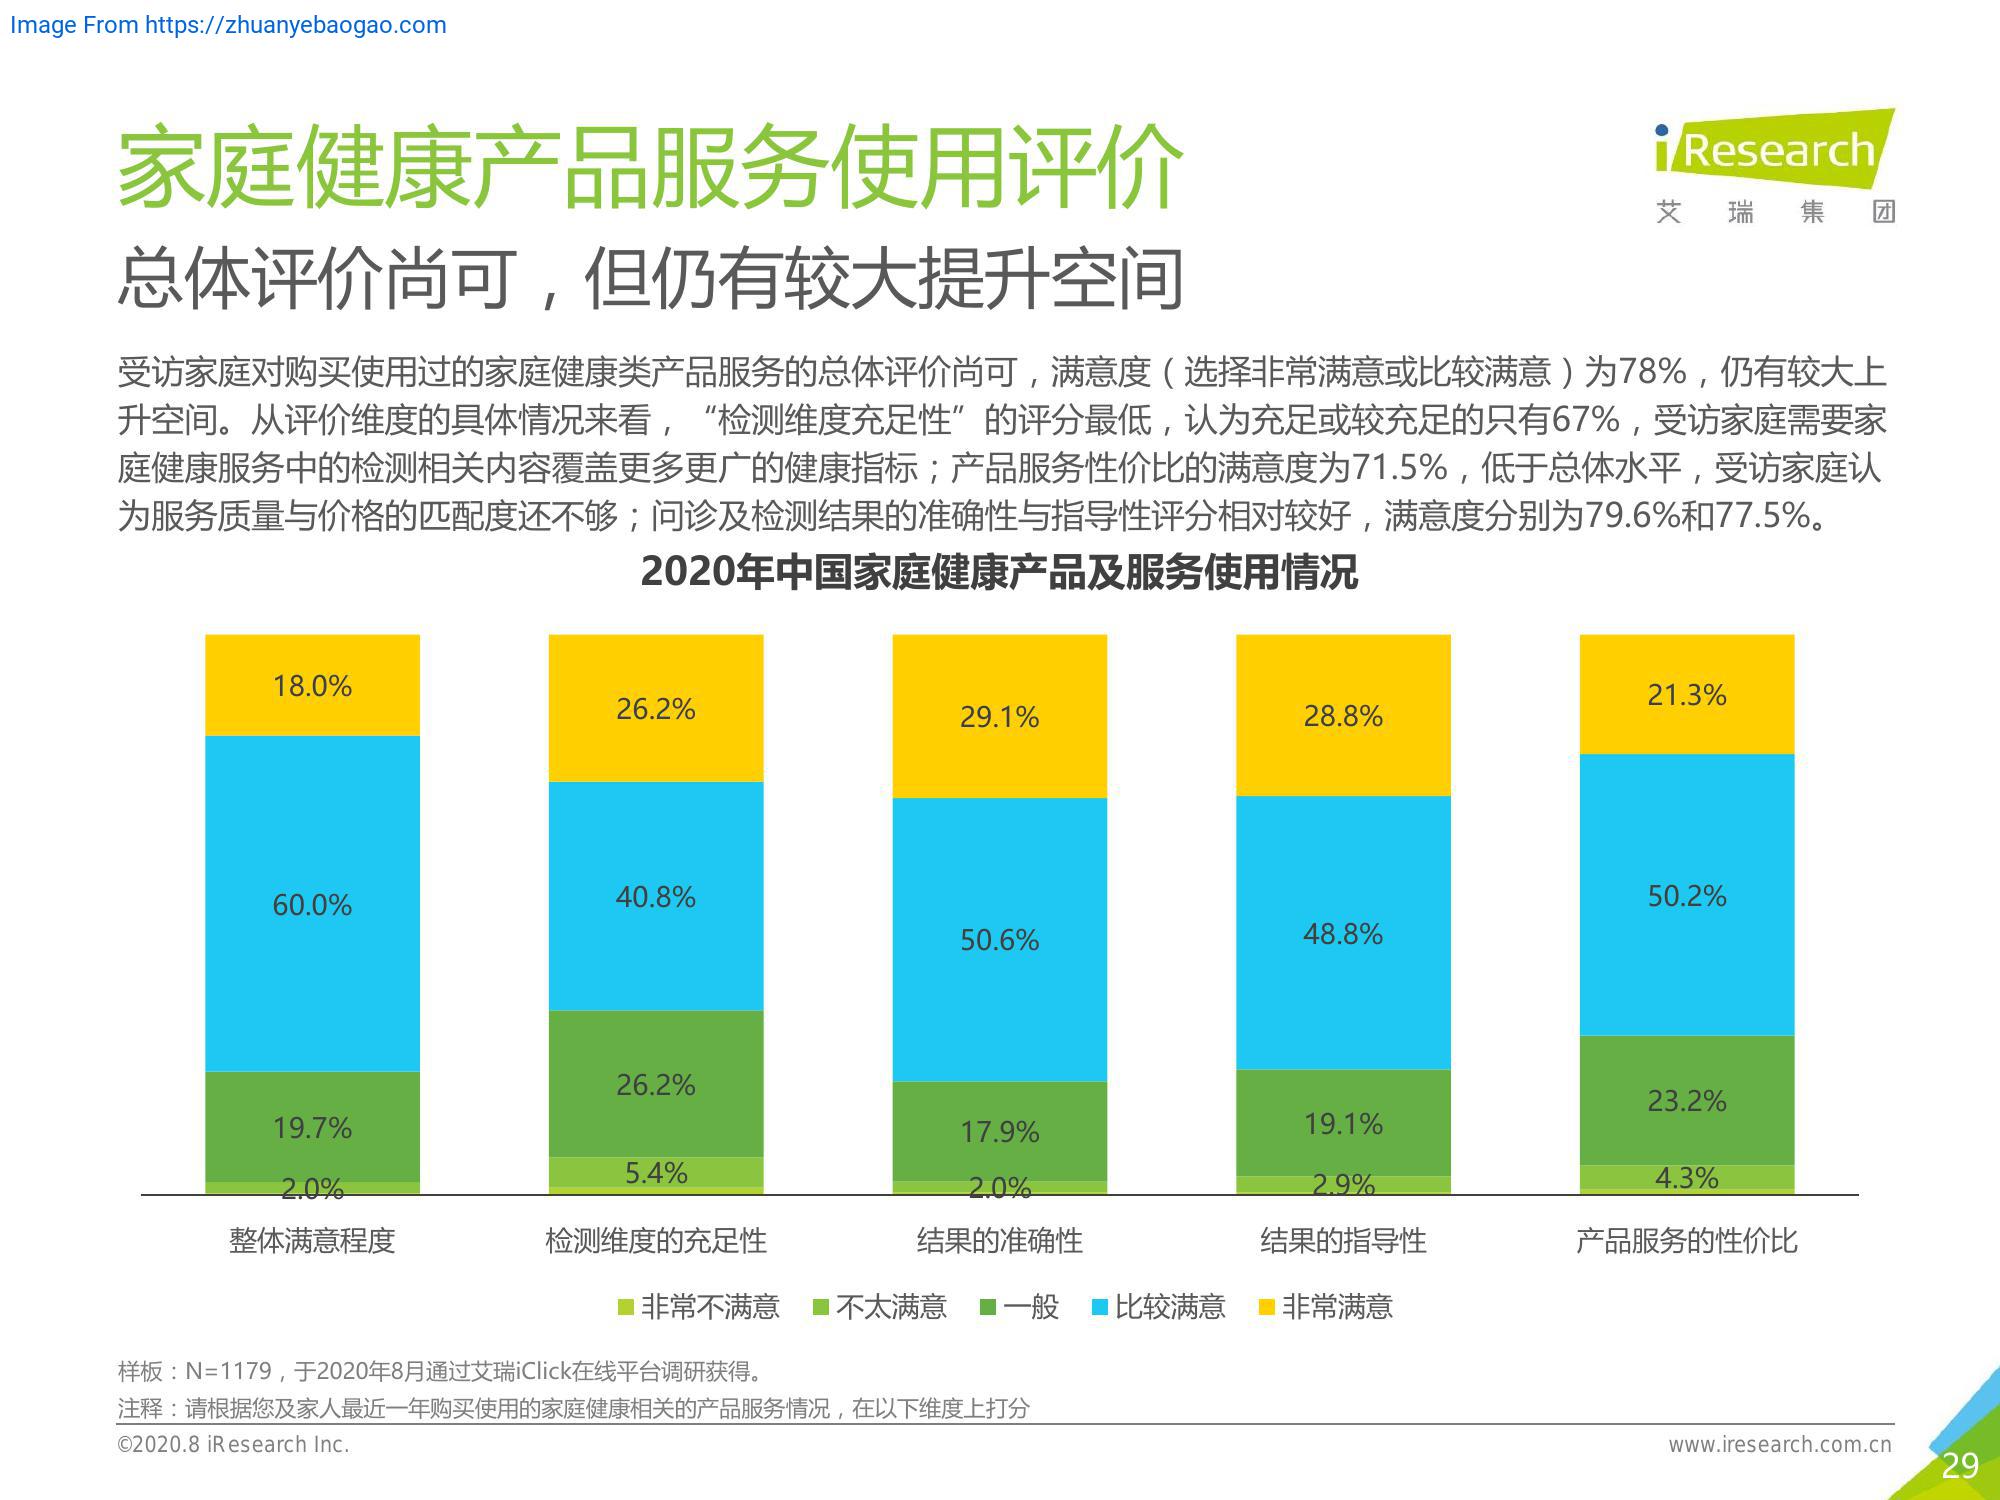 Image From https://zhuanyebaogao.com
家庭健康产品服务使用评价
iResearch
艾瑞集团
总体评价尚可，但仍有较大提升空间
受访家庭对购买使用过的家庭健康类产品服务的总体评价尚可，满意度（选择非常满意或比较满意）为78%，仍有较大上
升空间。从评价维度的具体情况来看，“检测维度充足性”的评分最低，认为充足或较充足的只有67%，受访家庭需要家
庭健康服务中的检测相关内容覆盖更多更广的健康指标；产品服务性价比的满意度为71.5%，低于总体水平，受访家庭认
为服务质量与价格的匹配度还不够；问诊及检测结果的准确性与指导性评分相对较好，满意度分别为79.6%和77.5%。
2020年中国家庭健康产品及服务使用情况
18.0% 26.2% 29.1% 28.8% 21.3%
60.0% 40.8% 50.6% 48.8% 50.2%
19.7% 26.2% 17.9% 19.1% 23.2%
2.0% 5.4% 2.0% 2.9% 4.3%
整体满意程度 检测维度的充足性 结果的准确性 结果的指导性 产品服务的性价比
非常不满意 不太满意 一般 比较满意 非常满意
样板：N=1179，于2020年8月通过艾瑞iClick在线平台调研获得。
注释：请根据您及家人最近一年购买使用的家庭健康相关的产品服务情况，在以下维度上打分
©2020.8 iResearch Inc. www.iresearch.com.cn
29